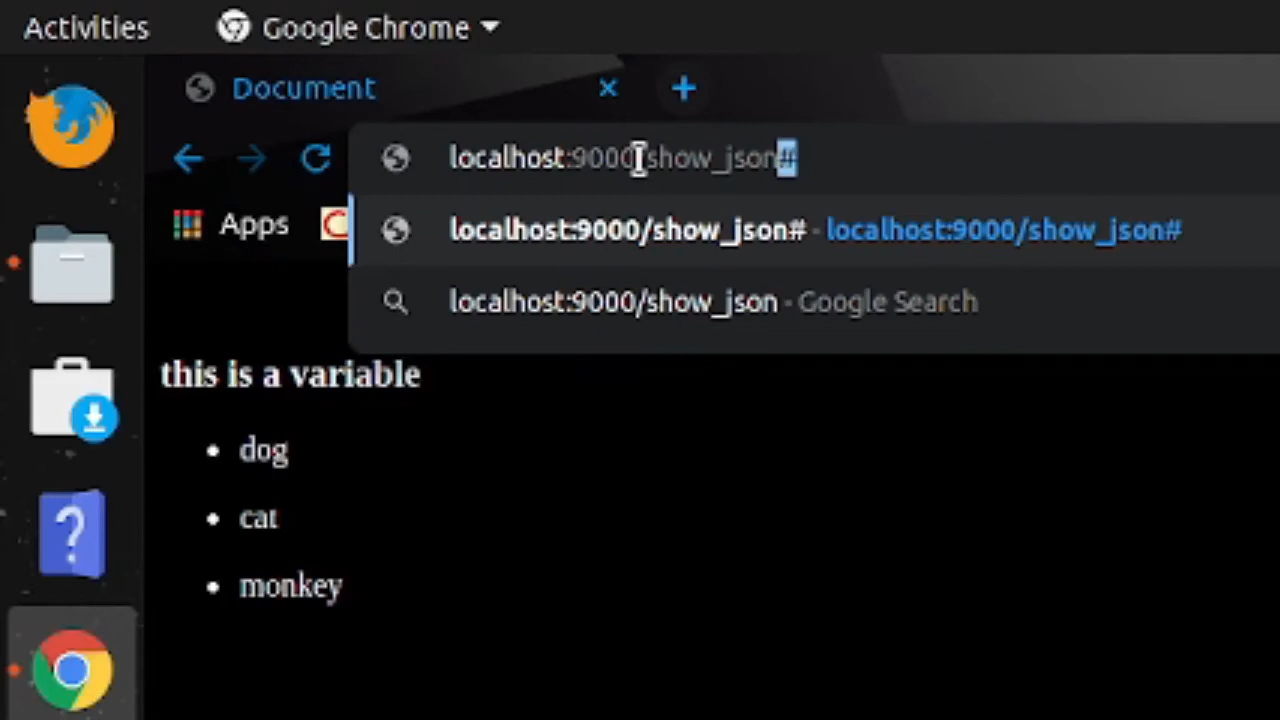 Activities Google Chrome
Document
localhost:9000/show_json#
Apps
localhost:9000/show_json# - localhost:9000/show_json#
localhost:9000/show_json - Google Search
this is a variable
• dog
• cat
• monkey